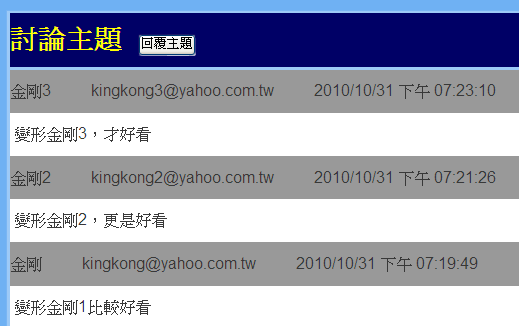 討論主題 回覆主題
金剛3 kingkong3@yahoo.com.tw 2010/10/31 下午 07:23:10
變形金剛3，才好看
金剛2 kingkong2@yahoo.com.tw 2010/10/31 下午 07:21:26
變形金剛2，更是好看
金剛 kingkong@yahoo.com.tw 2010/10/31 下午 07:19:49
變形金剛1比較好看